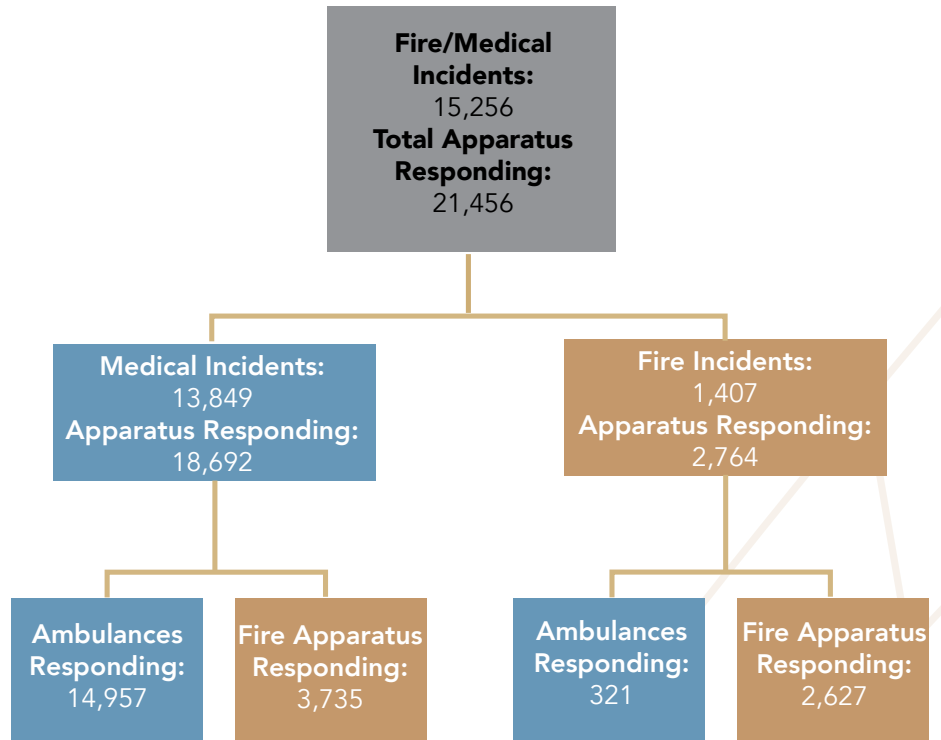 Fire/Medical
Incidents:
15,256
Total Apparatus
Responding:
21,456
Medical Incidents:
13,849
Apparatus Responding:
18,692
Fire Incidents:
1,407
Apparatus Responding:
2,764
Ambulances
Responding:
14,957
Fire Apparatus
Responding:
3,735
Ambulances
Responding:
321
Fire Apparatus
Responding:
2,627